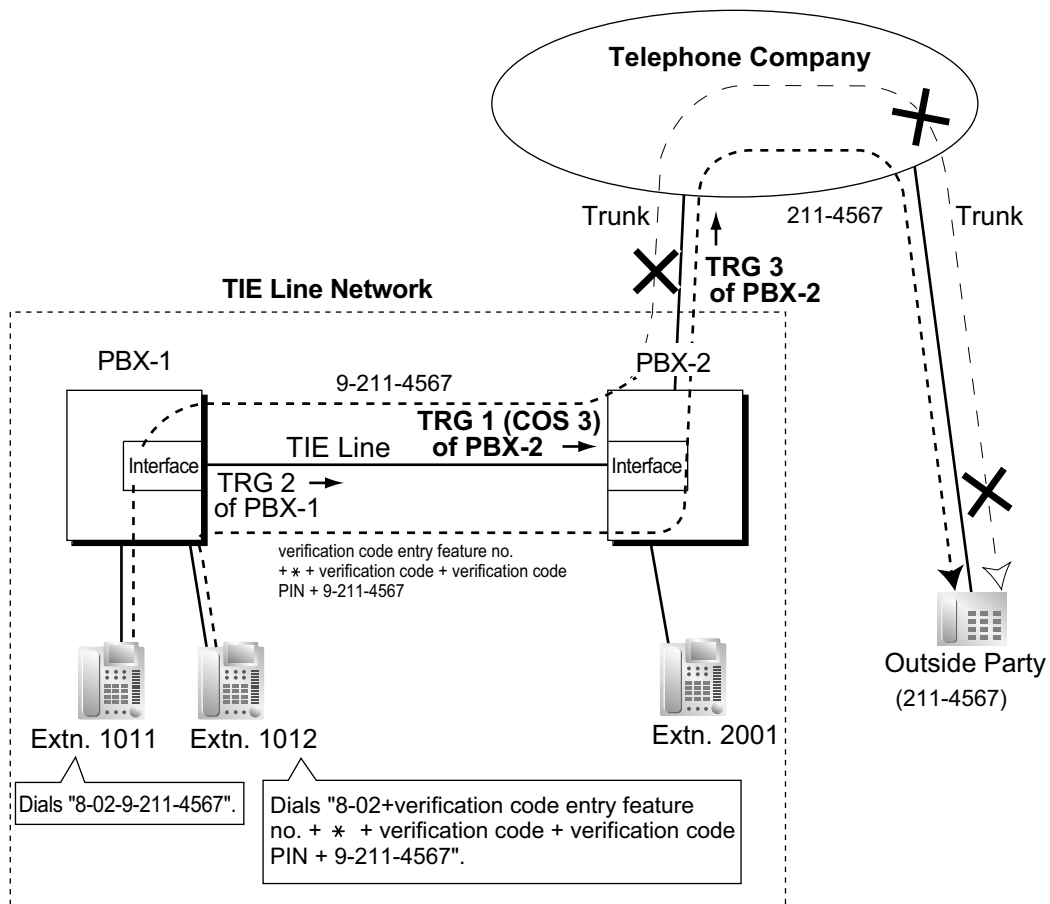 Telephone Company
Trunk
211-4567
Trunk
TRG 3
of PBX-2
TIE Line Network
PBX-1
PBX-2
9-211-4567
TRG 1 (COS 3)
of PBX-2
TIE Line
Interface
Interface
TRG 2
of PBX-1
verification code entry feature no.
+ * + verification code + verification code
PIN + 9-211-4567
Outside Party
(211-4567)
Extn. 1011
Extn. 1012
Extn. 2001
Dials "8-02-9-211-4567".
Dials "8-02+verification code entry feature
no. + * + verification code + verification code
PIN + 9-211-4567".